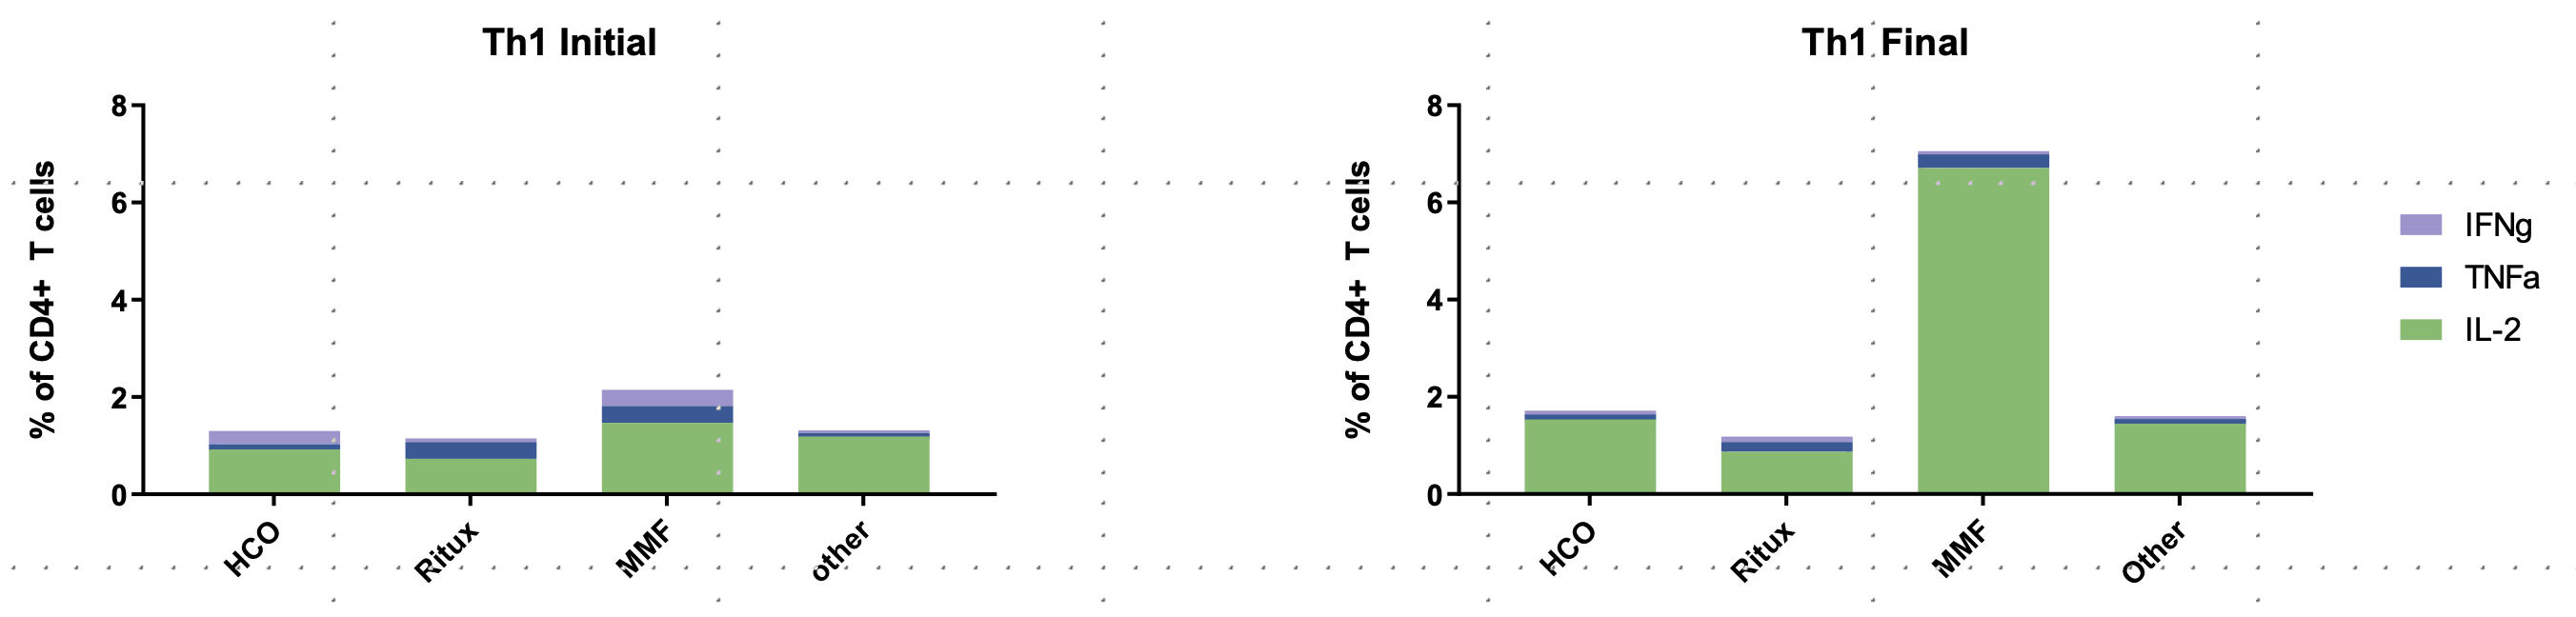 Th1 Initial
% of CD4+ T cells
8
6
4
2
0
HCO
Ritux
MMF
other
Th1 Final
% of CD4+ T cells
8
6
4
2
0
HCO
Ritux
MMF
Other
IFNg
TNFa
IL-2